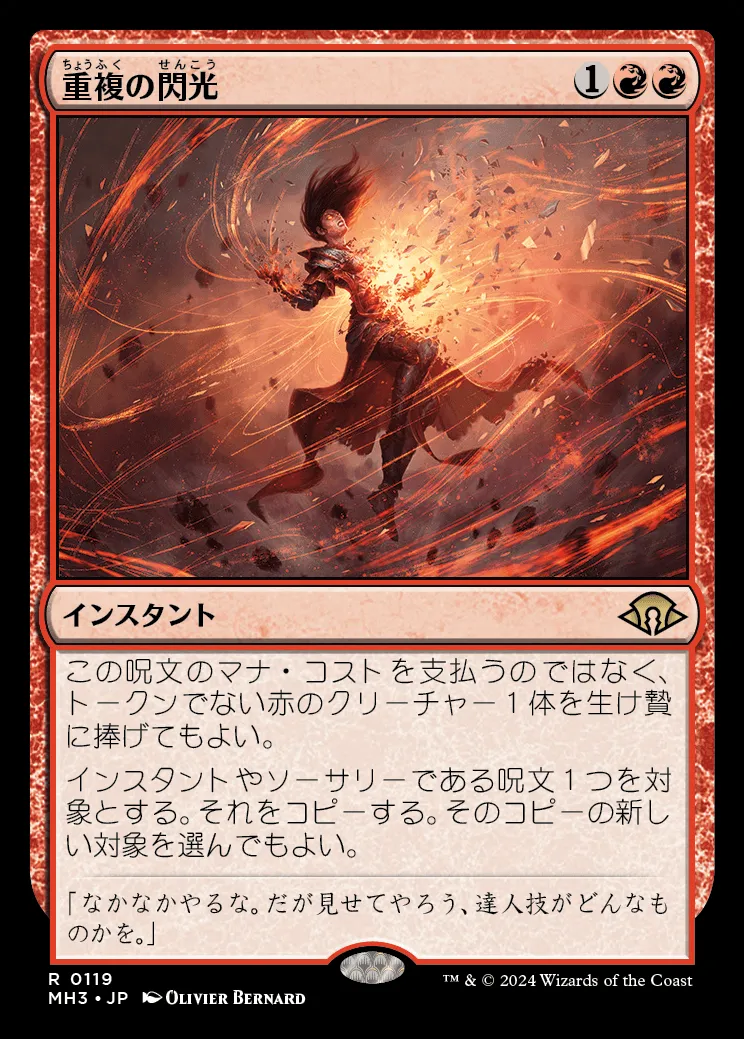 ちょうふく せんこう
重複の閃光 1
インスタント
この呪文のマナ・コストを支払うのではなく、
トークンでない赤のクリーチャー1体を生け贄
に捧げてもよい。
インスタントやソーサリーである呪文1つを対
象とする。それをコピーする。そのコピーの新し
い対象を選んでもよい。
「なかなかやるな。だが見せてやろう、達人技がどんなも
のかを。」
R 0119
MH3 • JP OLIVIER BERNARD
™ & © 2024 Wizards of the Coast